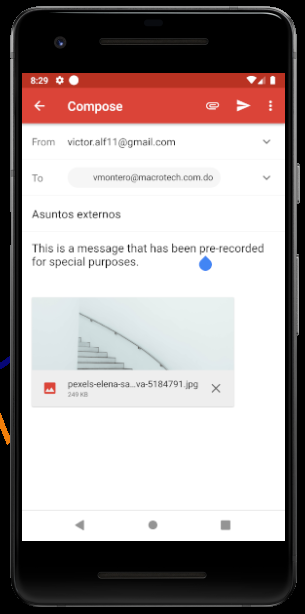 8:29
Compose
From victor.alf11@gmail.com
To vmontero@macrotech.com.do
Asuntos externos
This is a message that has been pre-recorded
for special purposes.
pexels-elena-sa...va-5184791.jpg
249 KB